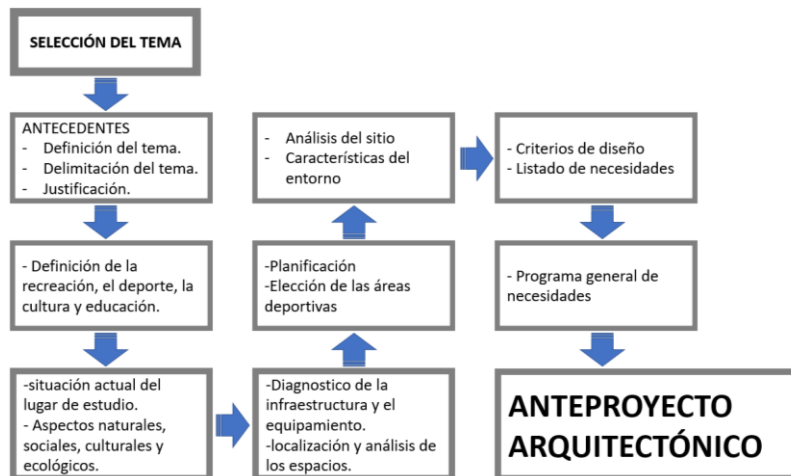 SELECCIÓN DEL TEMA
ANTECEDENTES
- Definición del tema.
- Delimitación del tema.
- Justificación.
- Definición de la
recreación, el deporte, la
cultura y educación.
-situación actual del
lugar de estudio.
- Aspectos naturales,
sociales, culturales y
ecológicos.
-Diagnostico de la
infraestructura y el
equipamiento.
-localización y análisis de
los espacios.
-Planificación
-Elección de las áreas
deportivas
- Análisis del sitio
- Características del
entorno
- Criterios de diseño
- Listado de necesidades
- Programa general de
necesidades
ANTEPROYECTO
ARQUITECTÓNICO